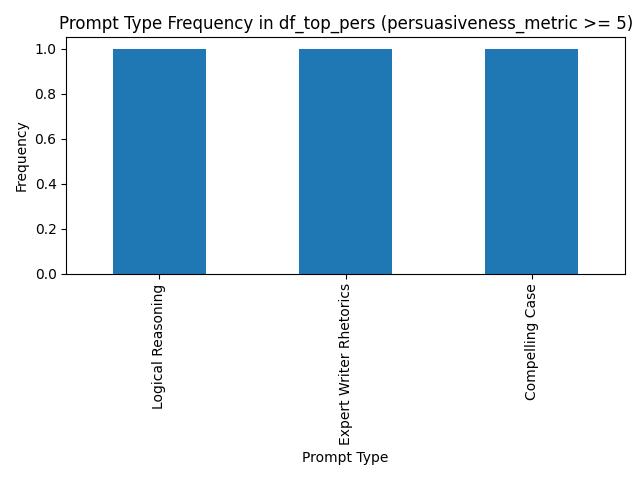 Prompt Type Frequency in df_top_pers (persuasiveness_metric >= 5)
1.0
0.8
0.6
0.4
0.2
0.0
Frequency
Logical Reasoning
Expert Writer Rhetorics
Compelling Case
Prompt Type